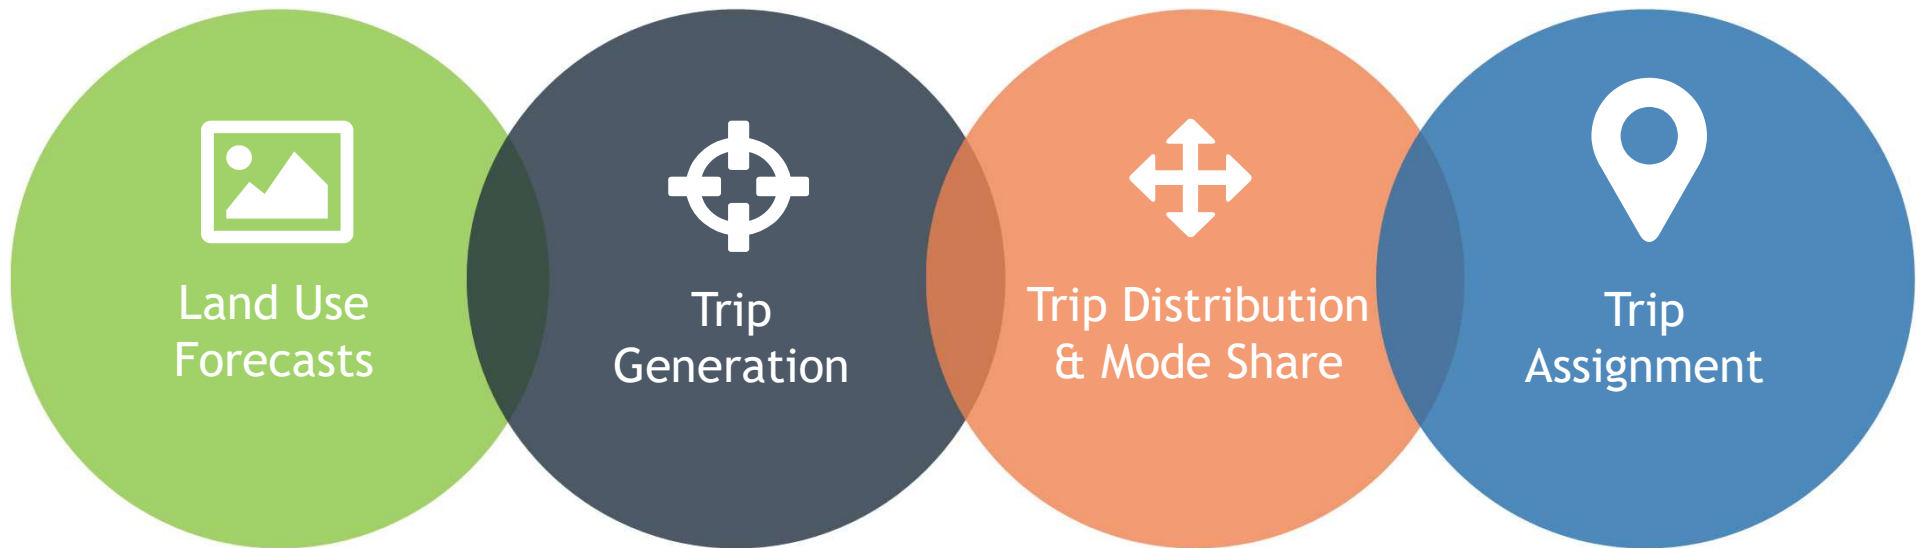 Land Use
Forecasts
Trip
Generation
Trip Distribution
& Mode Share
Trip
Assignment